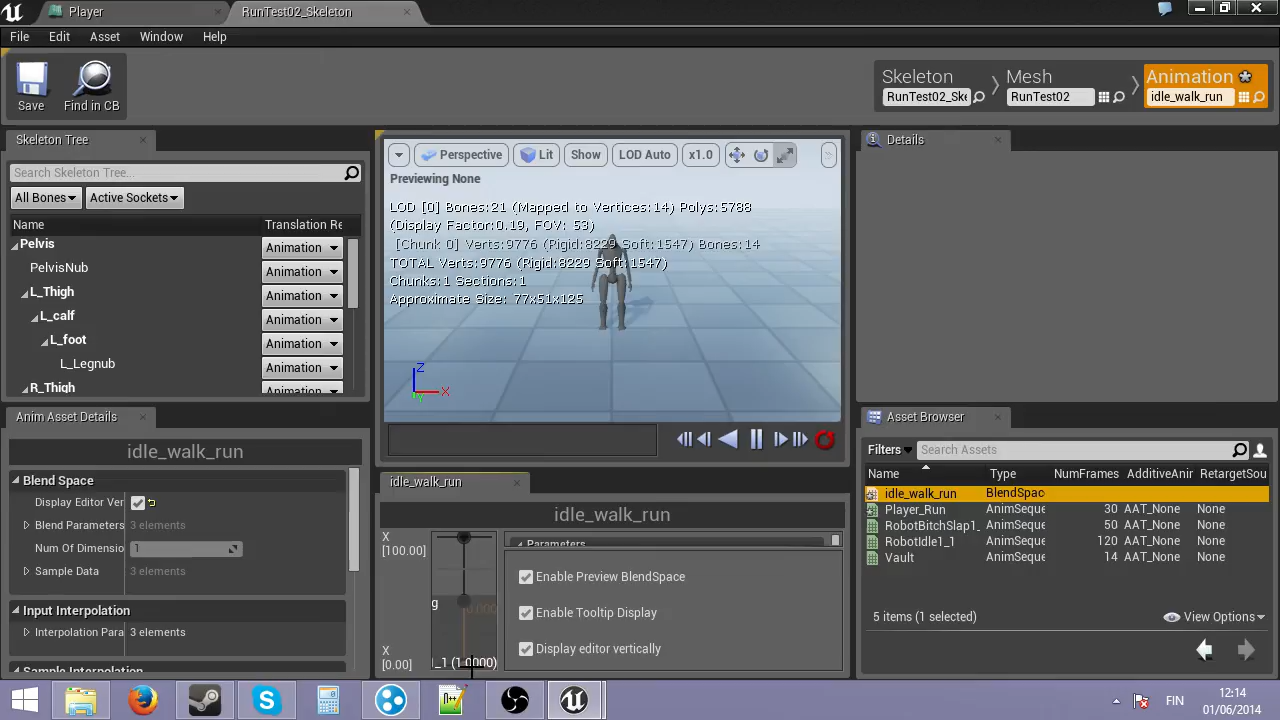 Player
RunTest02_Skeleton
File Edit Asset Window Help
Save
Find in CB
Skeleton
RunTest02_Ske
Mesh
RunTest02
Animation
idle_walk_run
Skeleton Tree
Search Skeleton Tree...
All Bones
Active Sockets
Name Translation Re
Pelvis Animation
PelvisNub Animation
L_Thigh Animation
L_calf Animation
L_foot Animation
L_Legnub Animation
R_Thigh Animation
Perspective Lit Show LOD Auto x1.0
Previewing None
LOD [0] Bones:21 (Mapped to Vertices:14) Polys:5788
(Display Factor:0.19, FOV: 53)
[Chunk 0] Verts:9776 (Rigid:8229 Soft:1547) Bones:14
TOTAL Verts:9776 (Rigid:8229 Soft:1547)
Chunks:1 Sections:1
Approximate Size: 77x51x125
Z
X
Y
Details
Anim Asset Details
idle_walk_run
Blend Space
Display Editor Ver
Blend Parameters 3 elements
Num Of Dimensio 1
Sample Data 3 elements
Input Interpolation
Interpolation Para 3 elements
Sample Interpolation
idle_walk_run
idle_walk_run
X
[100.00]
g
X
[0.00]
l_1 (1.0000)
Parameters
Enable Preview BlendSpace
Enable Tooltip Display
Display editor vertically
Asset Browser
Filters
Search Assets
Name Type NumFrames AdditiveAnir RetargetSou
idle_walk_run BlendSpac
Player_Run AnimSeque 30 AAT_None None
RobotBitchSlap1_ AnimSeque 50 AAT_None None
RobotIdle1_1 AnimSeque 120 AAT_None None
Vault AnimSeque 14 AAT_None None
5 items (1 selected)
View Options
FIN
12:14
01/06/2014